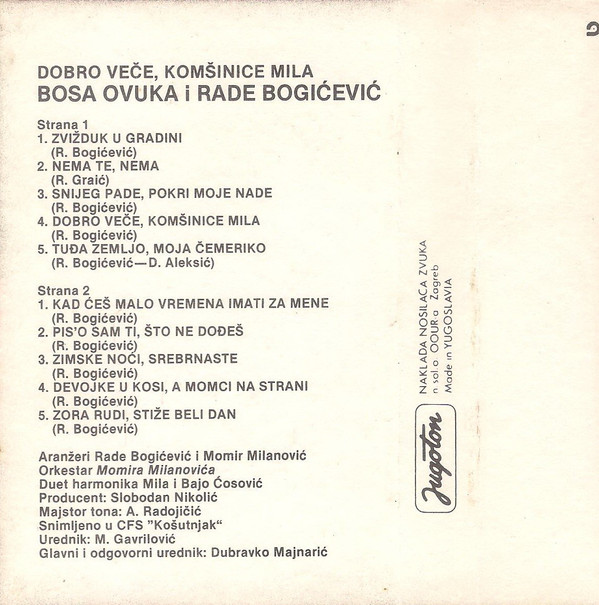 DOBRO VEČE, KOMŠINICE MILA
BOSA OVUKA i RADE BOGIĆEVIĆ
Strana 1
1. ZVIŽDUK U GRADINI
(R. Bogićević)
2. NEMA TE, NEMA
(R. Graić)
3. SNIJEG PADE, POKRI MOJE NADE
(R. Bogićević)
4. DOBRO VEČE, KOMŠINICE MILA
(R. Bogićević)
5. TUĐA ZEMLJO, MOJA ČEMERIKO
(R. Bogićević—D. Aleksić)
Strana 2
1. KAD ĆEŠ MALO VREMENA IMATI ZA MENE
(R. Bogićević)
2. PIS'O SAM TI, ŠTO NE DOĐEŠ
(R. Bogićević)
3. ZIMSKE NOĆI, SREBRNASTE
(R. Bogićević)
4. DEVOJKE U KOSI, A MOMCI NA STRANI
(R. Bogićević)
5. ZORA RUDI, STIŽE BELI DAN
(R. Bogićević)
Aranžeri Rade Bogićević i Momir Milanović
Orkestar Momira Milanovića
Duet harmonika Mila i Bajo Ćosović
Producent: Slobodan Nikolić
Majstor tona: A. Radojičić
Snimljeno u CFS "Košutnjak"
Urednik: M. Gavrilović
Glavni i odgovorni urednik: Dubravko Majnarić
Jugoton
NAKLADA NOSILAČA ZVUKA
n. sol. o. OOUR-a Zagreb
Made in YUGOSLAVIA